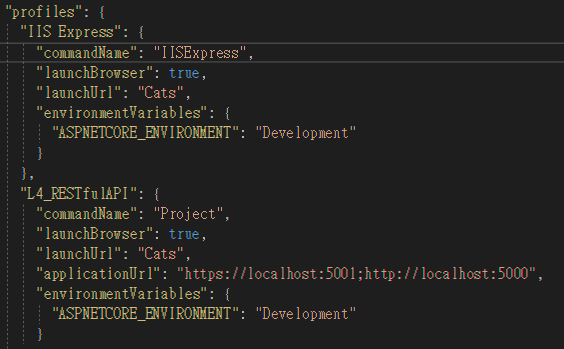 "profiles": {
"IIS Express": {
"commandName": "IISExpress",
"launchBrowser": true,
"launchUrl": "Cats",
"environmentVariables": {
"ASPNETCORE_ENVIRONMENT": "Development"
}
},
"L4_RESTfulAPI": {
"commandName": "Project",
"launchBrowser": true,
"launchUrl": "Cats",
"applicationUrl": "https://localhost:5001;http://localhost:5000",
"environmentVariables": {
"ASPNETCORE_ENVIRONMENT": "Development"
}